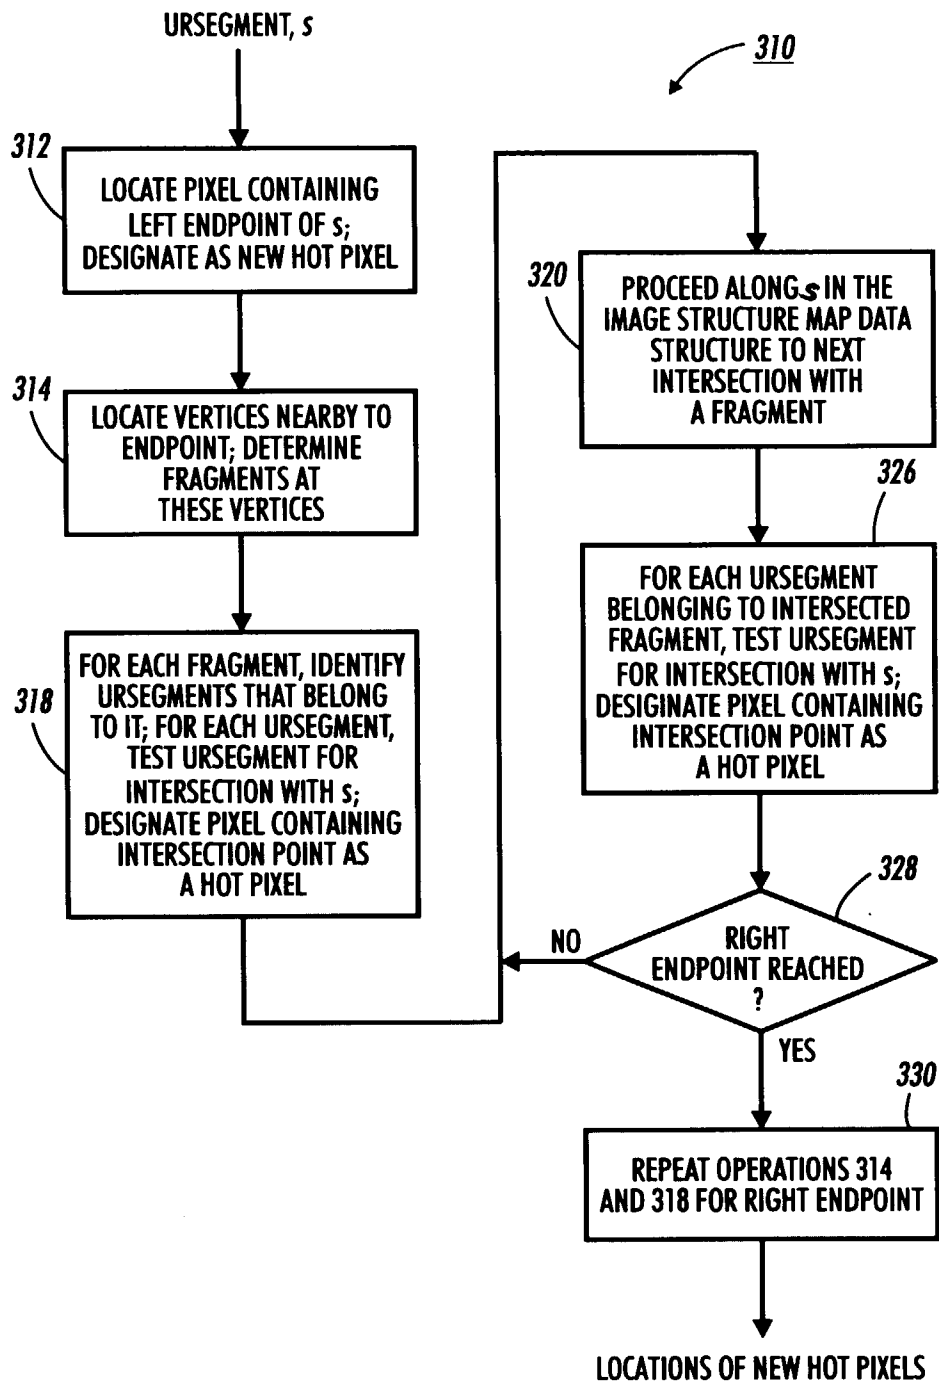 URSEGMENT, s
310
312
LOCATE PIXEL CONTAINING
LEFT ENDPOINT OF s;
DESIGNATE AS NEW HOT PIXEL
314
LOCATE VERTICES NEARBY TO
ENDPOINT; DETERMINE
FRAGMENTS AT
THESE VERTICES
318
FOR EACH FRAGMENT, IDENTIFY
URSEGMENTS THAT BELONG
TO IT; FOR EACH URSEGMENT,
TEST URSEGMENT FOR
INTERSECTION WITH s;
DESIGNATE PIXEL CONTAINING
INTERSECTION POINT AS
A HOT PIXEL
320
PROCEED ALONG s IN THE
IMAGE STRUCTURE MAP DATA
STRUCTURE TO NEXT
INTERSECTION WITH
A FRAGMENT
326
FOR EACH URSEGMENT
BELONGING TO INTERSECTED
FRAGMENT, TEST URSEGMENT
FOR INTERSECTION WITH s;
DESIGINATE PIXEL CONTAINING
INTERSECTION POINT AS
A HOT PIXEL
328
RIGHT
ENDPOINT REACHED
?
NO
YES
330
REPEAT OPERATIONS 314
AND 318 FOR RIGHT ENDPOINT
LOCATIONS OF NEW HOT PIXELS